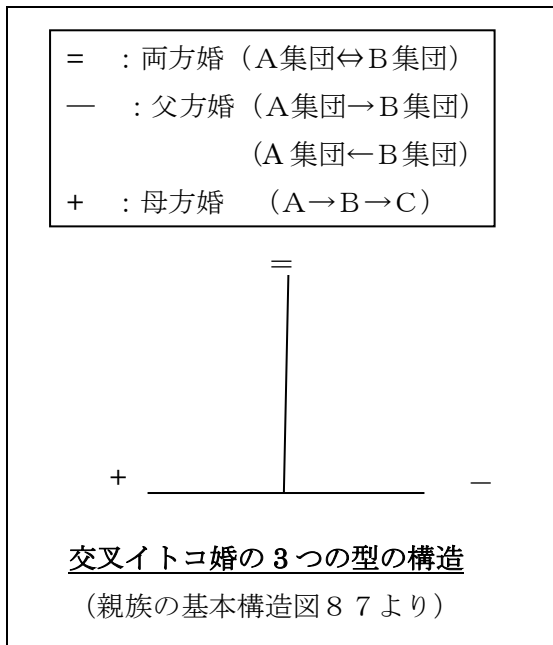 = :両方婚(A集団⇔B集団)
― :父方婚(A集団→B集団)
(A集団←B集団)
+ :母方婚 (A→B→C)
=
+ ―
交叉イトコ婚の3つの型の構造
(親族の基本構造図87より)